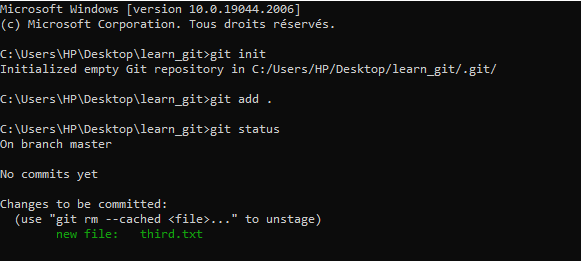 Microsoft Windows [version 10.0.19044.2006]
(c) Microsoft Corporation. Tous droits réservés.
C:\Users\HP\Desktop\learn_git>git init
Initialized empty Git repository in C:/Users/HP/Desktop/learn_git/.git/
C:\Users\HP\Desktop\learn_git>git add .
C:\Users\HP\Desktop\learn_git>git status
On branch master
No commits yet
Changes to be committed:
  (use "git rm --cached <file>..." to unstage)
        new file:   third.txt